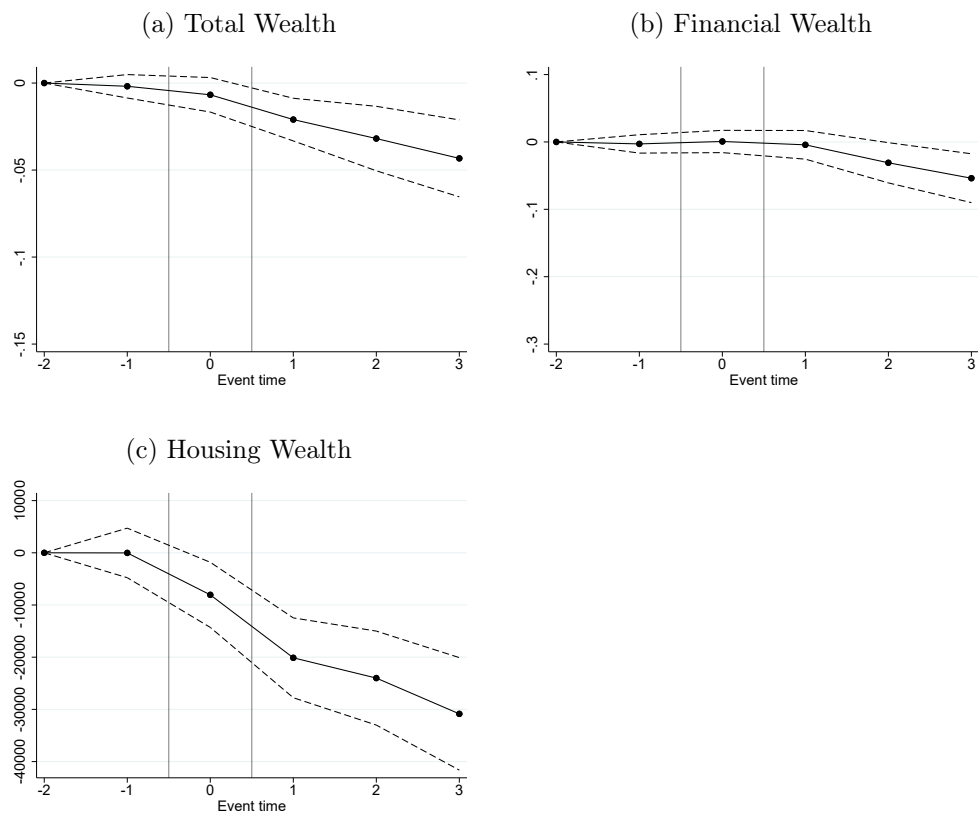 (a) Total Wealth
0
-.05
-.1
-.15
-2 -1 0 1 2 3
Event time
(b) Financial Wealth
.1
0
-.1
-.2
-.3
-2 -1 0 1 2 3
Event time
(c) Housing Wealth
10000
0
-10000
-20000
-30000
-40000
-2 -1 0 1 2 3
Event time